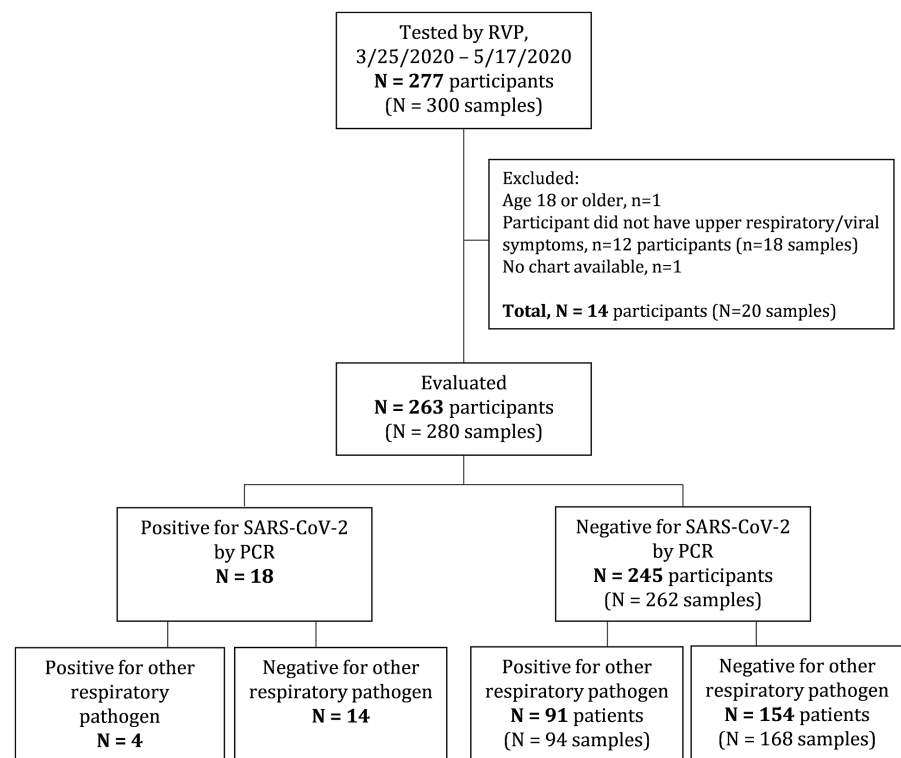 Tested by RVP,
3/25/2020 – 5/17/2020
N = 277 participants
(N = 300 samples)
Excluded:
Age 18 or older, n=1
Participant did not have upper respiratory/viral
symptoms, n=12 participants (n=18 samples)
No chart available, n=1
Total, N = 14 participants (N=20 samples)
Evaluated
N = 263 participants
(N = 280 samples)
Positive for SARS-CoV-2
by PCR
N = 18
Negative for SARS-CoV-2
by PCR
N = 245 participants
(N = 262 samples)
Positive for other
respiratory
pathogen
N = 4
Negative for other
respiratory pathogen
N = 14
Positive for other
respiratory pathogen
N = 91 patients
(N = 94 samples)
Negative for other
respiratory pathogen
N = 154 patients
(N = 168 samples)